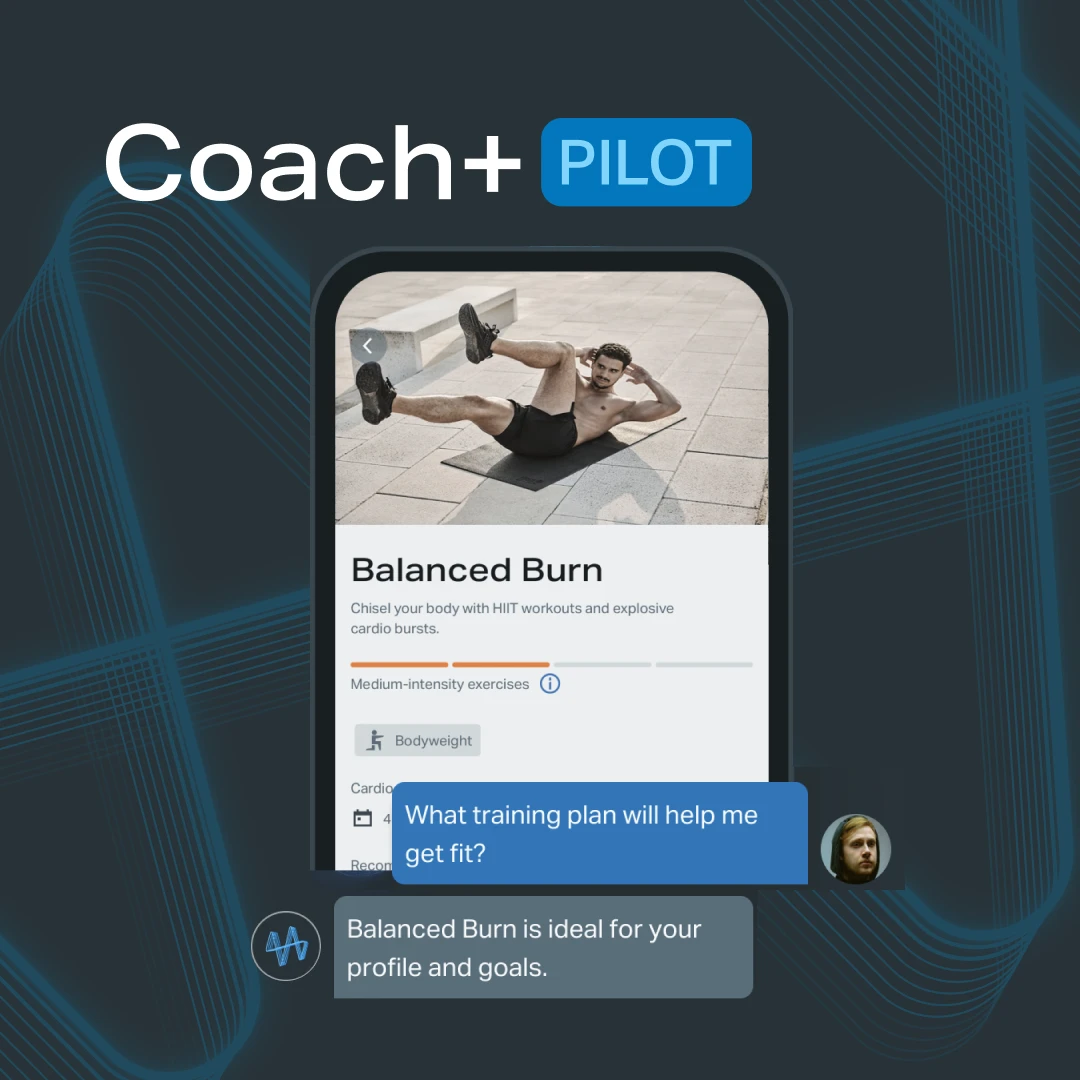 Coach+ PILOT
Balanced Burn
Chisel your body with HIIT workouts and explosive
cardio bursts.
Medium-intensity exercises
Bodyweight
Cardio
4
What training plan will help me
get fit?
Balanced Burn is ideal for your
profile and goals.